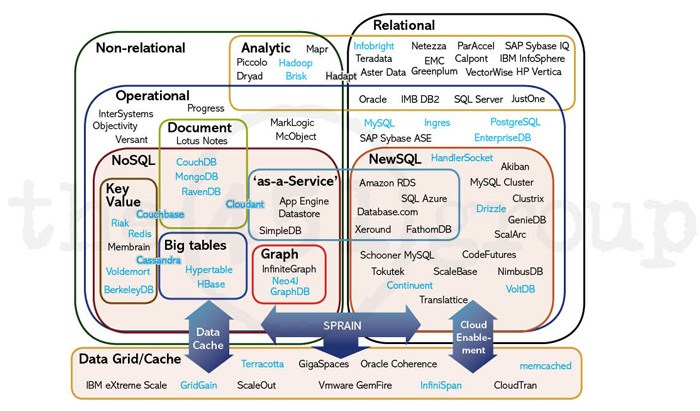 Relational
Non-relational
Analytic
Mapr
Piccolo
Hadoop
Dryad
Brisk
Hadapt
Infobright
Netezza
ParAccel
SAP Sybase IQ
Teradata
EMC
Greenplum
Calpont
IBM InfoSphere
Aster Data
VectorWise
HP Vertica
Operational
Oracle
IMB DB2
SQL Server
JustOne
InterSystems
Progress
Objectivity
Versant
Document
Lotus Notes
MarkLogic
McObject
MySQL
Ingres
PostgreSQL
SAP Sybase ASE
EnterpriseDB
NoSQL
CouchDB
MongoDB
RavenDB
NewSQL
HandlerSocket
Akiban
Key
Value
Couchbase
Riak
Redis
Membrain
Cassandra
Voldemort
BerkeleyDB
Cloudant
'as-a-Service'
App Engine
Datastore
SimpleDB
Amazon RDS
SQL Azure
Database.com
Xeround
FathomDB
MySQL Cluster
Clustrix
Drizzle
GenieDB
ScalArc
Big tables
Hypertable
HBase
Graph
InfiniteGraph
Neo4J
GraphDB
Schooner MySQL
CodeFutures
Tokutek
ScaleBase
NimbusDB
Continuent
VoltDB
Translattice
Data
Cache
SPRAIN
Cloud
Enable-
ment
Data Grid/Cache
Terracotta
GigaSpaces
Oracle Coherence
memcached
IBM eXtreme Scale
GridGain
ScaleOut
Vmware GemFire
InfiniSpan
CloudTran
the 451 group